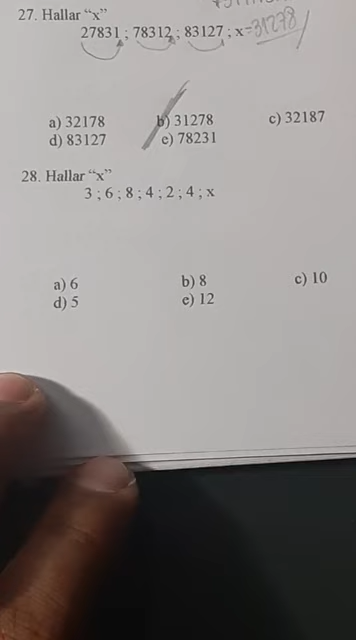 27. Hallar “x”
27831 ; 78312 ; 83127 ; x=31278
a) 32178 b) 31278 c) 32187
d) 83127 e) 78231
28. Hallar “x”
3 ; 6 ; 8 ; 4 ; 2 ; 4 ; x
a) 6 b) 8 c) 10
d) 5 e) 12